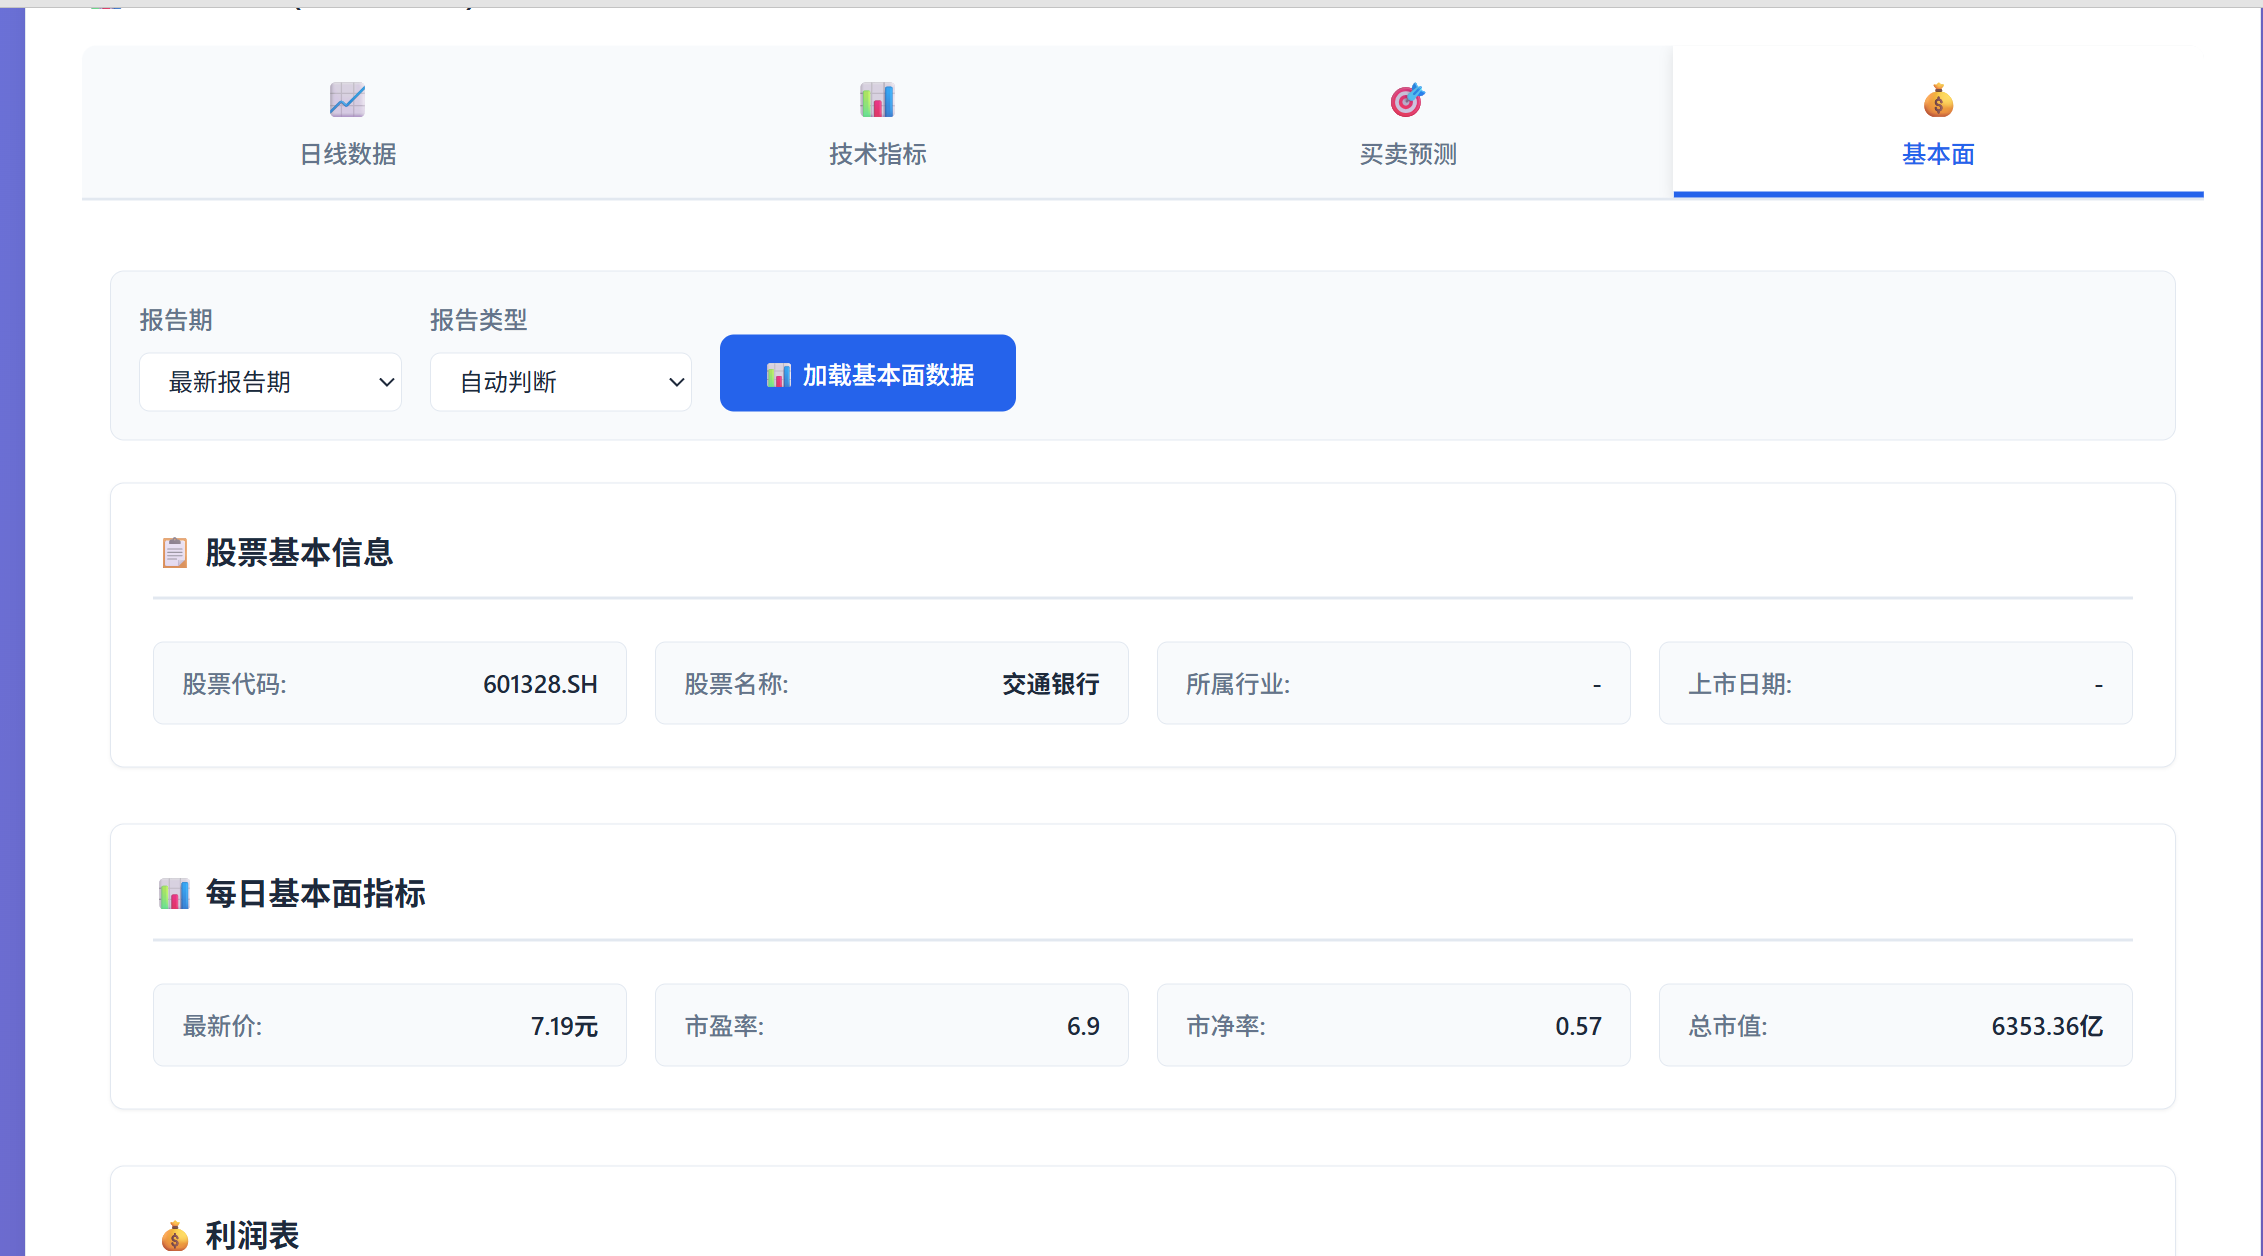 日线数据
技术指标
买卖预测
基本面
报告期
报告类型
最新报告期
自动判断
加载基本面数据
股票基本信息
股票代码: 601328.SH
股票名称: 交通银行
所属行业: -
上市日期: -
每日基本面指标
最新价: 7.19元
市盈率: 6.9
市净率: 0.57
总市值: 6353.36亿
利润表